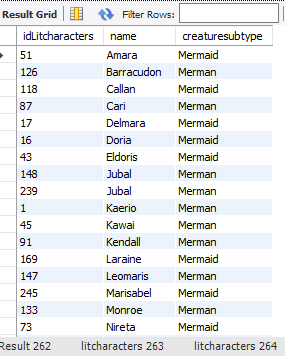 Result Grid Filter Rows:
idLitcharacters name creaturesubtype
51 Amara Mermaid
126 Barracudon Merman
118 Callan Mermaid
87 Cari Merman
17 Delmara Mermaid
16 Doria Mermaid
43 Eldoris Mermaid
148 Jubal Merman
239 Jubal Merman
1 Kaerio Merman
45 Kawai Merman
91 Kendall Merman
169 Laraine Mermaid
147 Leomaris Merman
245 Marisabel Mermaid
133 Monroe Merman
73 Nireta Mermaid
Result 262 litcharacters 263 litcharacters 264